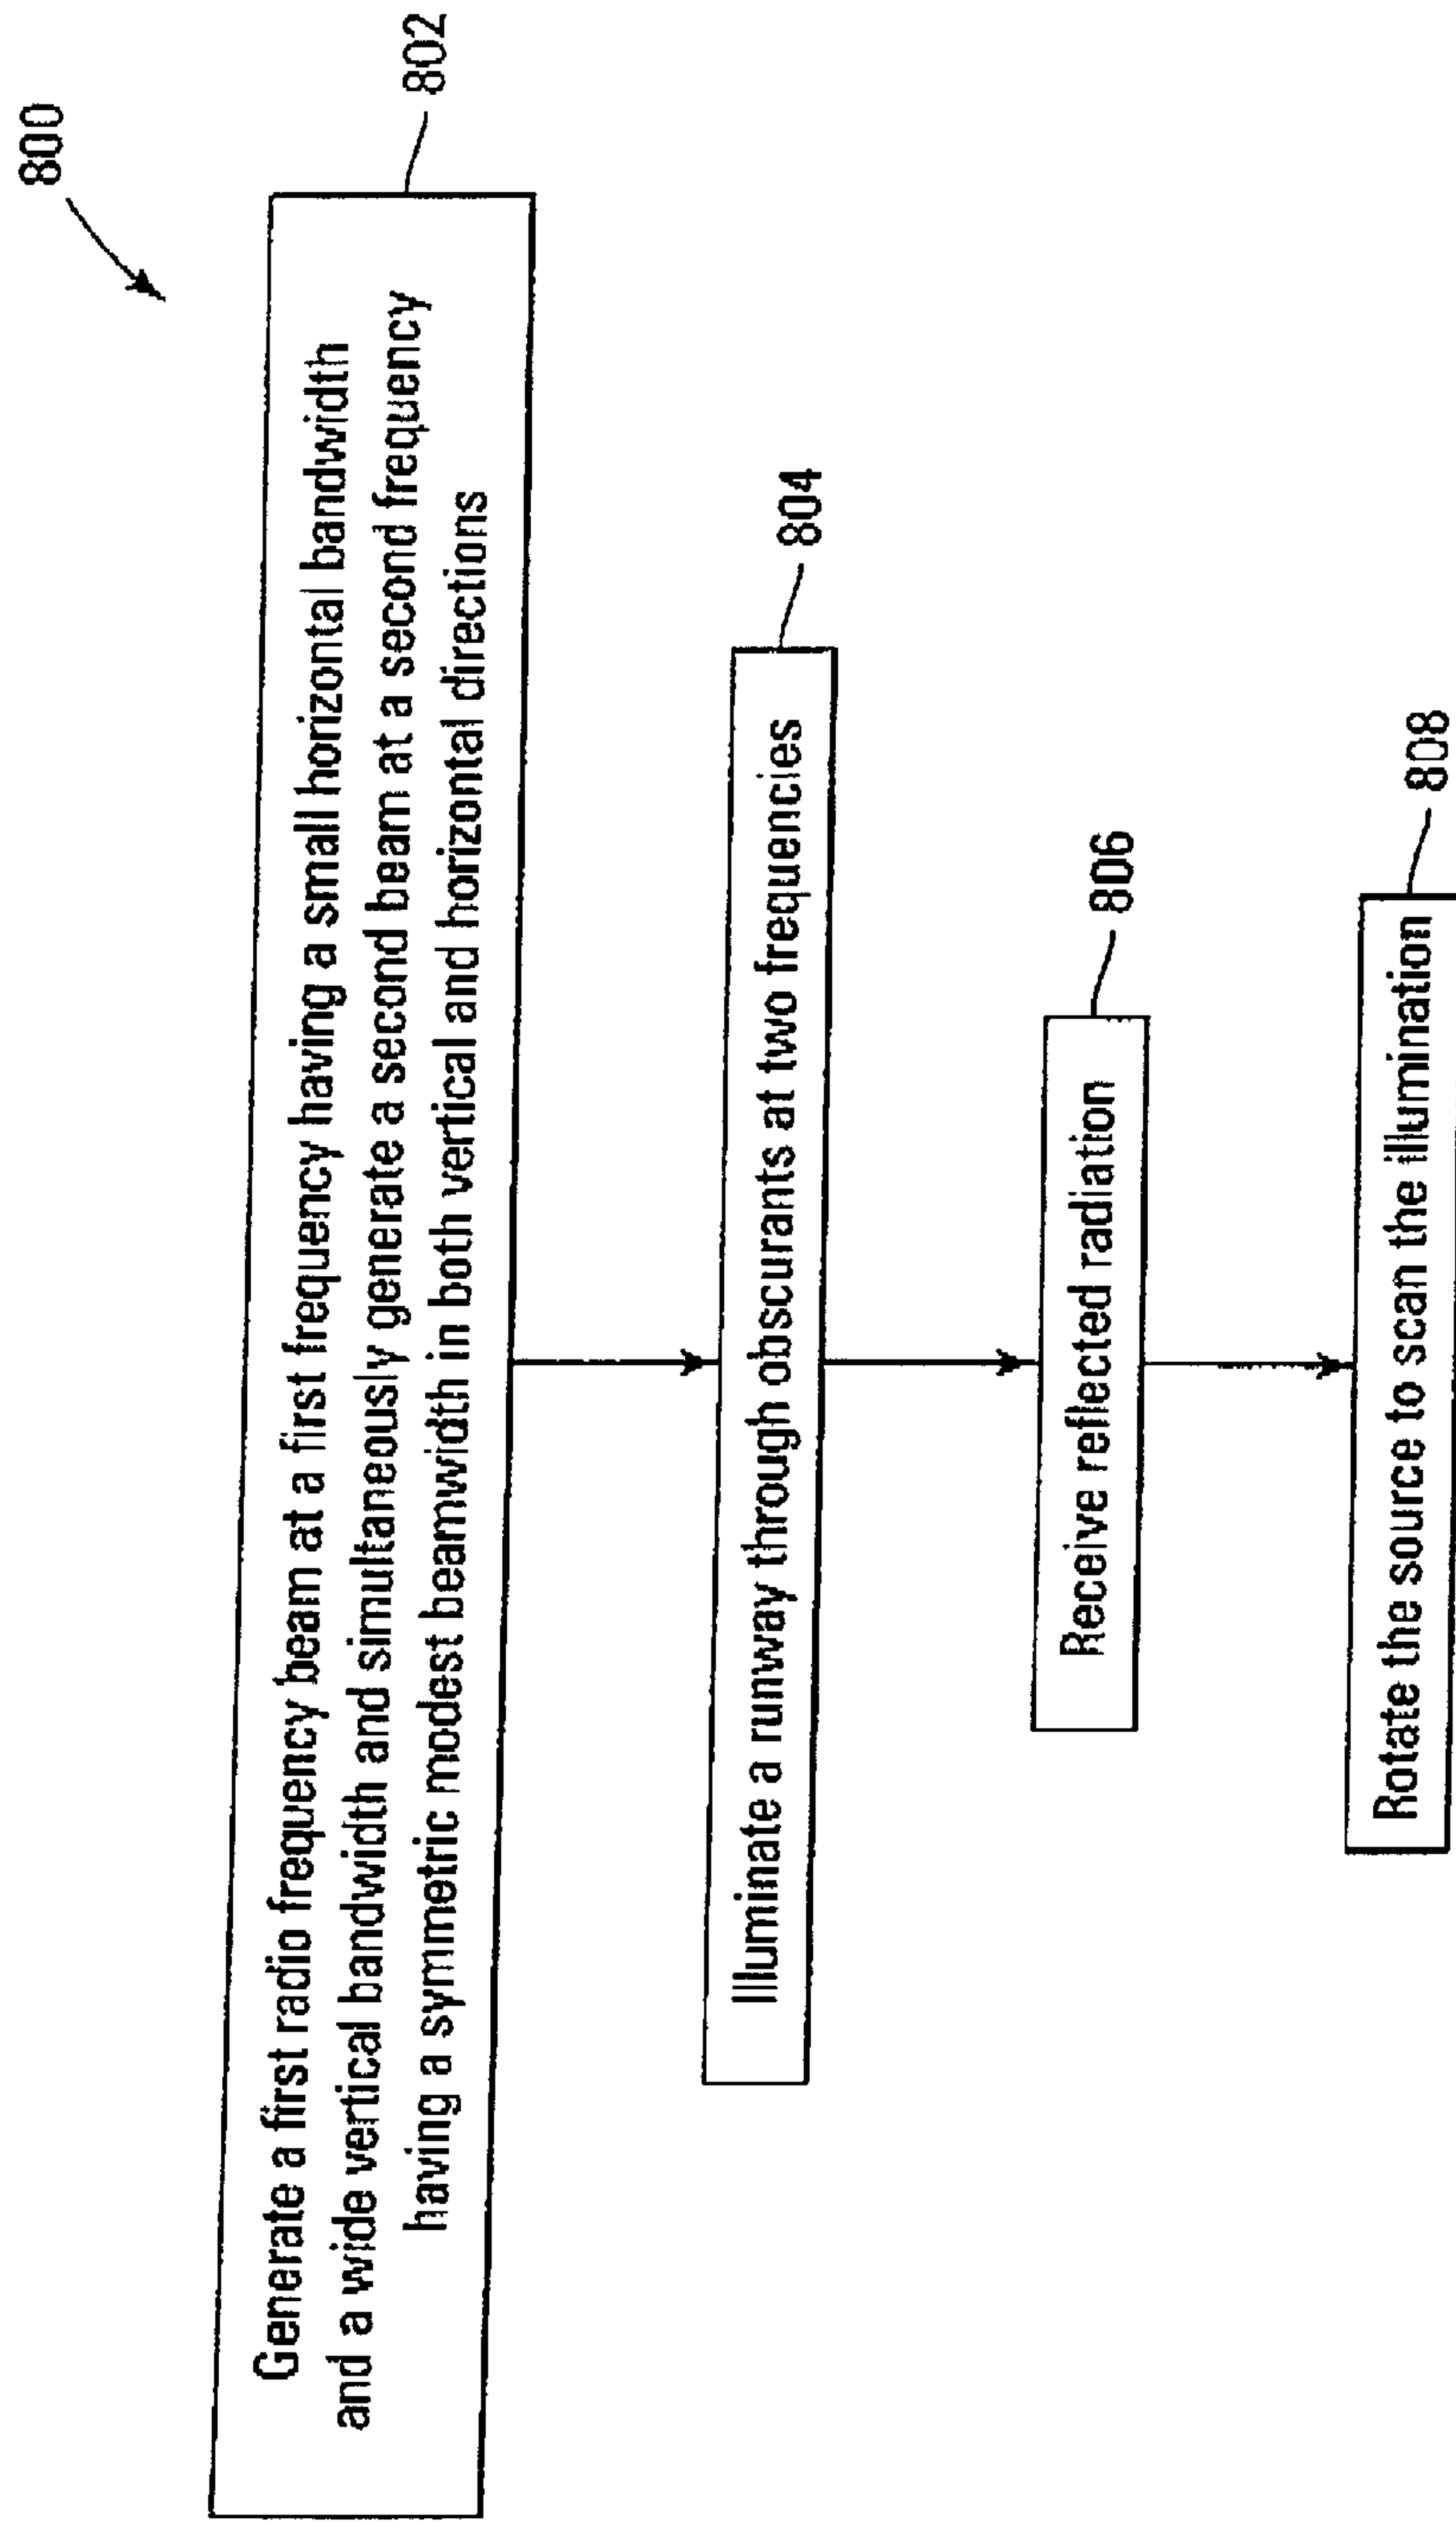 800
Generate a first radio frequency beam at a first frequency having a small horizontal bandwidth
and a wide vertical bandwidth and simultaneously generate a second beam at a second frequency
having a symmetric modest beamwidth in both vertical and horizontal directions
802
Illuminate a runway through obscurants at two frequencies
804
Receive reflected radiation
806
Rotate the source to scan the illumination
808